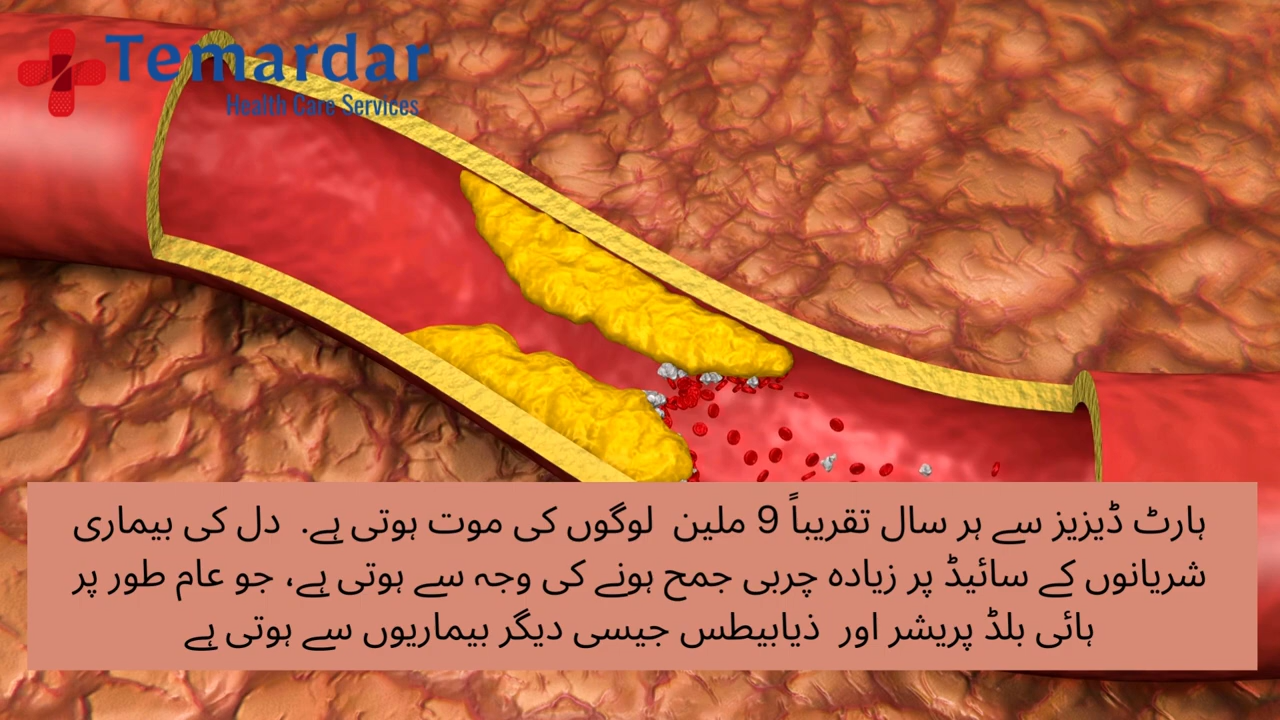 Temardar
Health Care Services
ہارٹ ڈیزیز سے ہر سال تقریباً 9 ملین لوگوں کی موت ہوتی ہے. دل کی بیماری
شریانوں کے سائیڈ پر زیادہ چربی جمح ہونے کی وجہ سے ہوتی ہے، جو عام طور پر
ہائی بلڈ پریشر اور ذیابیطس جیسی دیگر بیماریوں سے ہوتی ہے